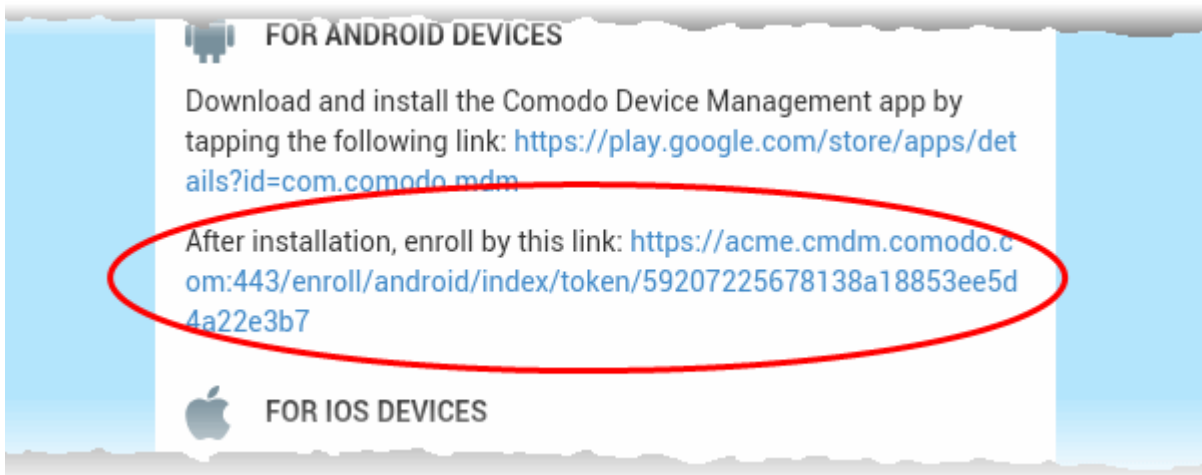 FOR ANDROID DEVICES
Download and install the Comodo Device Management app by
tapping the following link: https://play.google.com/store/apps/det
ails?id=com.comodo.mdm
After installation, enroll by this link: https://acme.cmdm.comodo.c
om:443/enroll/android/index/token/59207225678138a18853ee5d
4a22e3b7
FOR IOS DEVICES